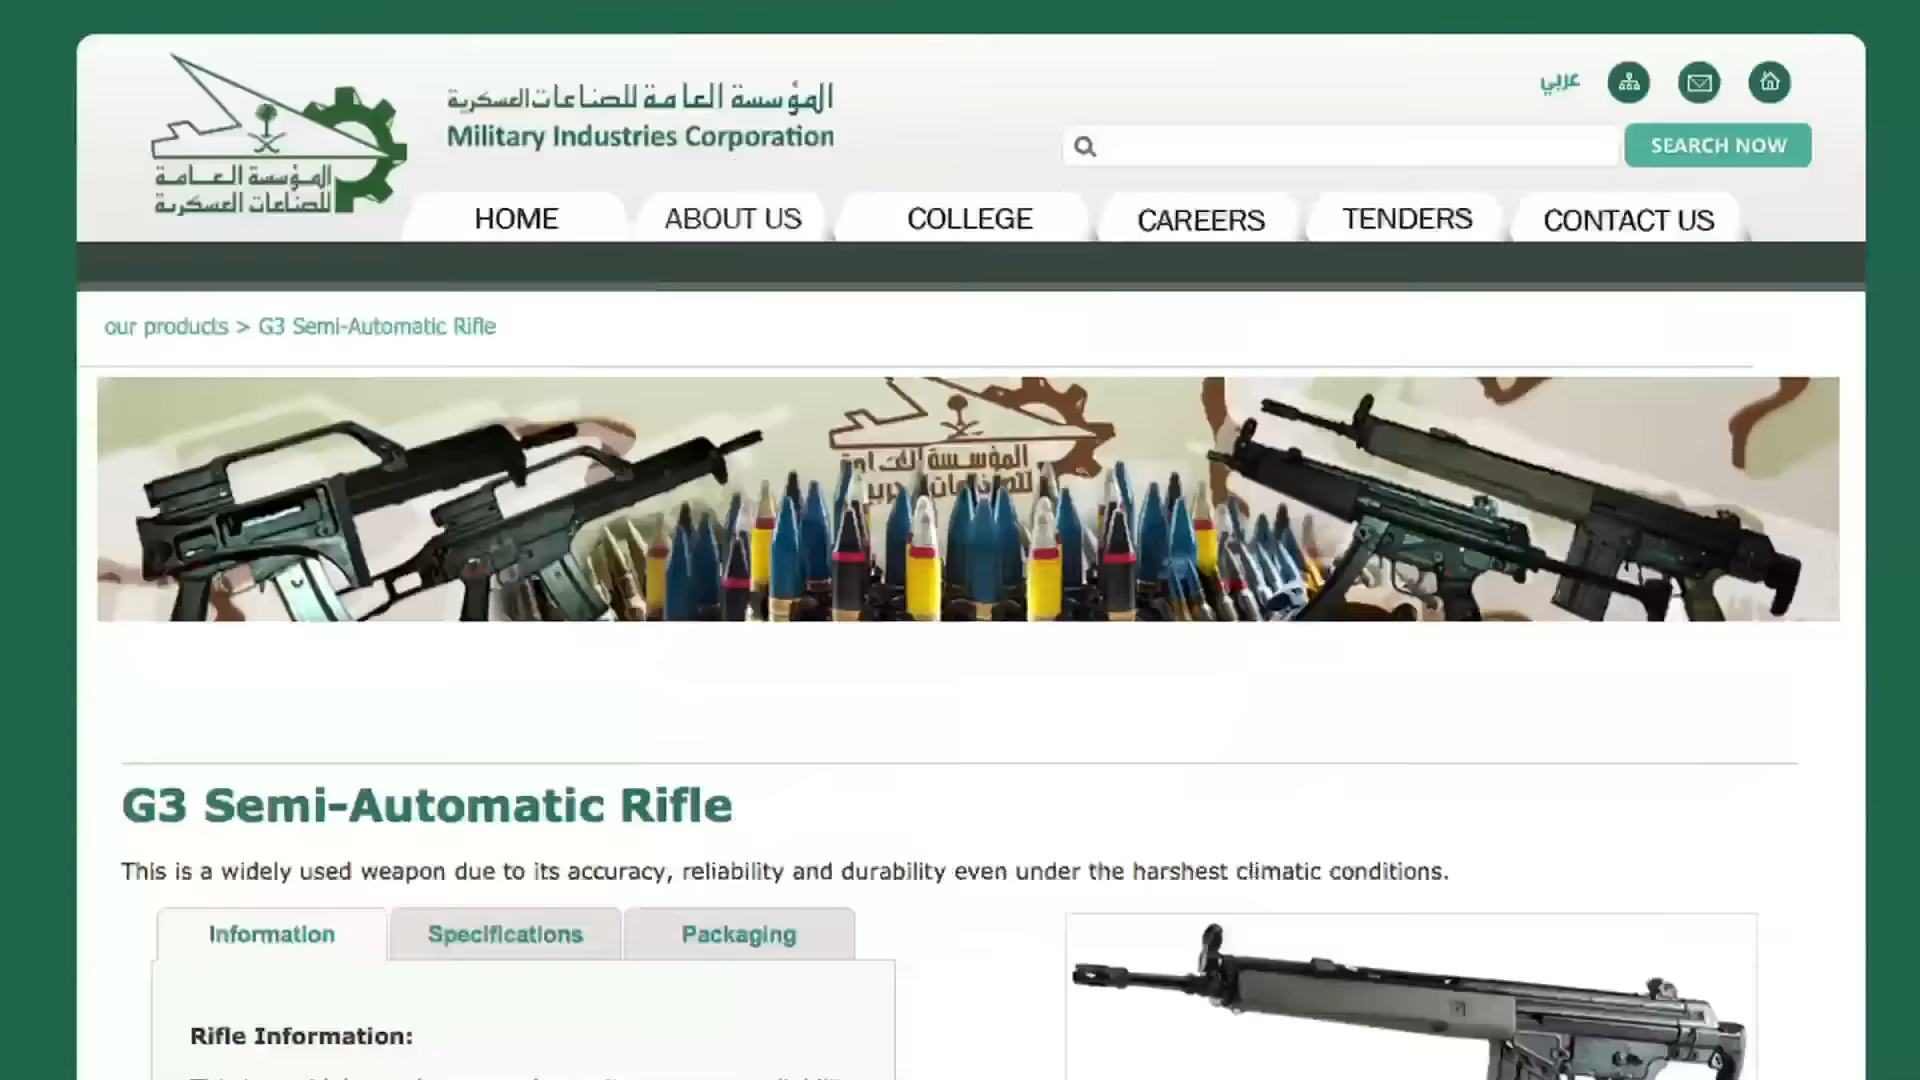 المؤسسة العامة للصناعات العسكرية
Military Industries Corporation
المؤسسة العامة
للصناعات العسكرية
عربي
SEARCH NOW
HOME
ABOUT US
COLLEGE
CAREERS
TENDERS
CONTACT US
our products > G3 Semi-Automatic Rifle
G3 Semi-Automatic Rifle
This is a widely used weapon due to its accuracy, reliability and durability even under the harshest climatic conditions.
Information
Specifications
Packaging
Rifle Information: